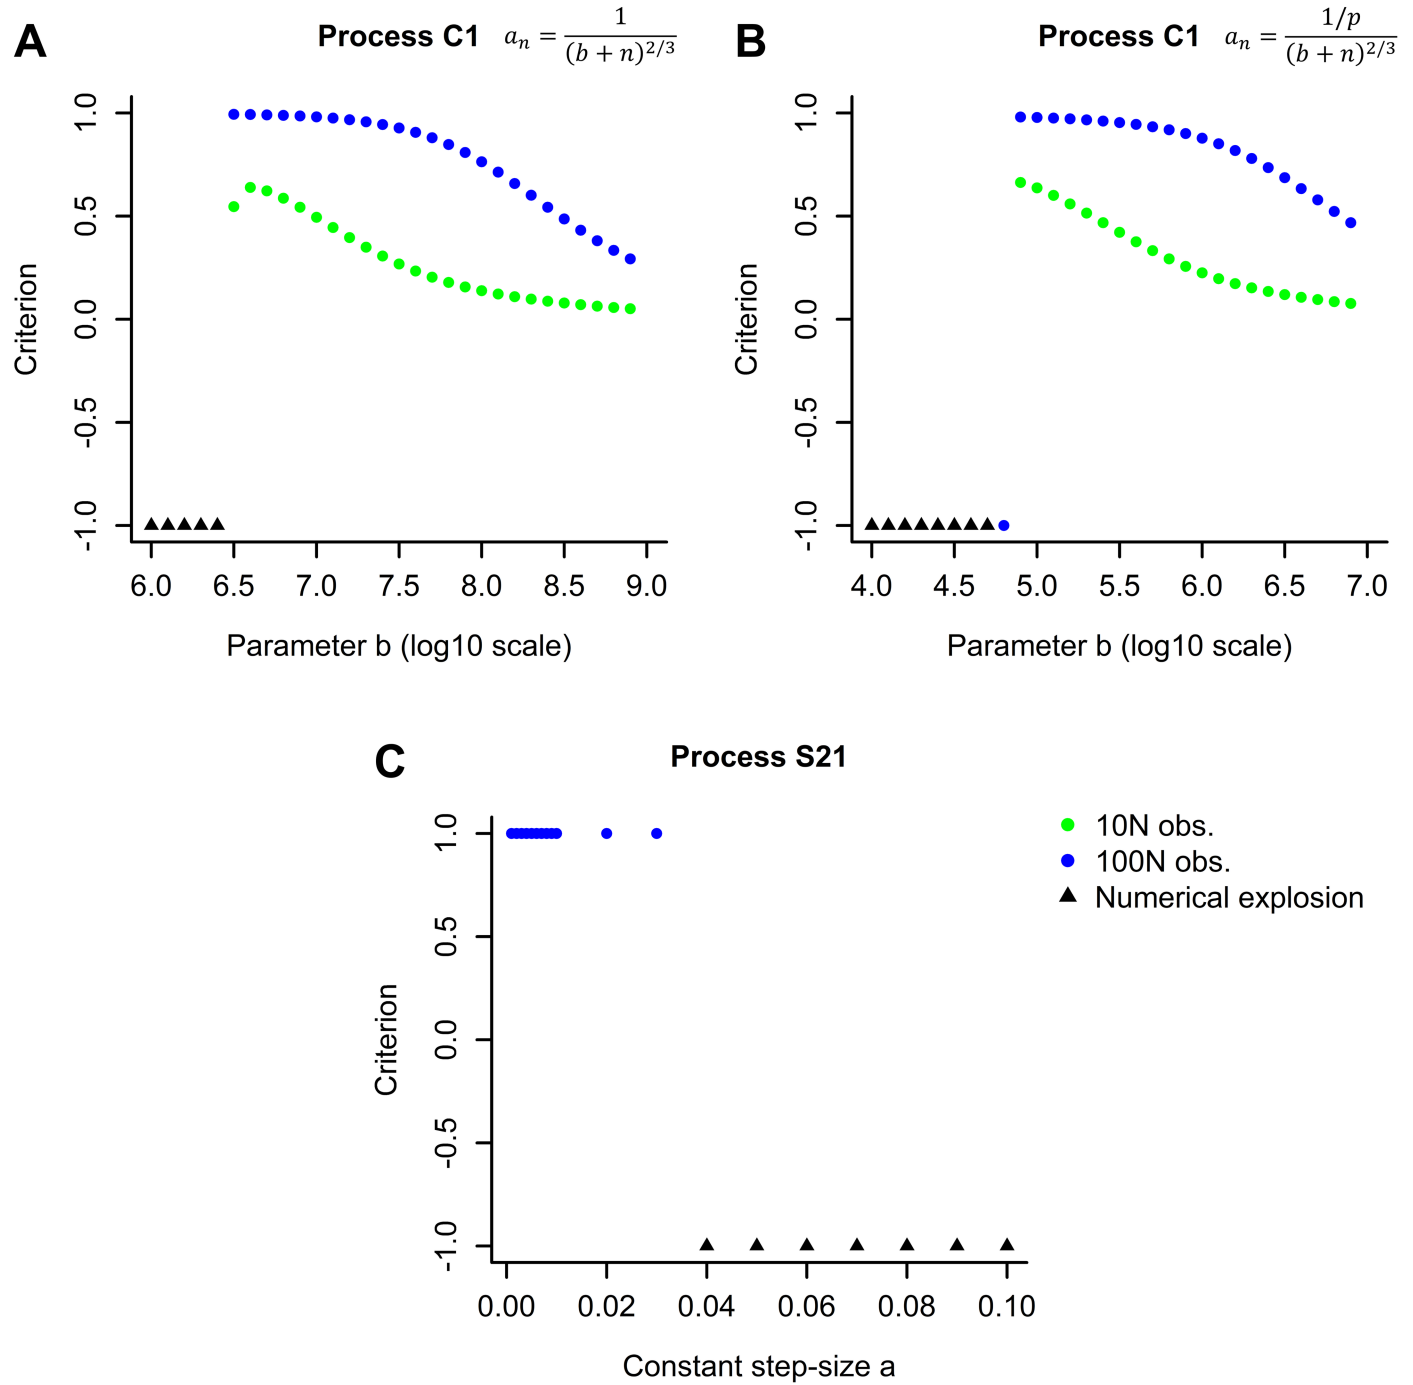 A
Process C1 a_n = 1/(b + n)^{2/3}
Criterion
1.0
0.5
0.0
-0.5
-1.0
6.0 6.5 7.0 7.5 8.0 8.5 9.0
Parameter b (log10 scale)
B
Process C1 a_n = (1/p)/(b + n)^{2/3}
Criterion
1.0
0.5
0.0
-0.5
-1.0
4.0 4.5 5.0 5.5 6.0 6.5 7.0
Parameter b (log10 scale)
C
Process S21
Criterion
1.0
0.5
0.0
-0.5
-1.0
0.00 0.02 0.04 0.06 0.08 0.10
Constant step-size a
10N obs.
100N obs.
Numerical explosion